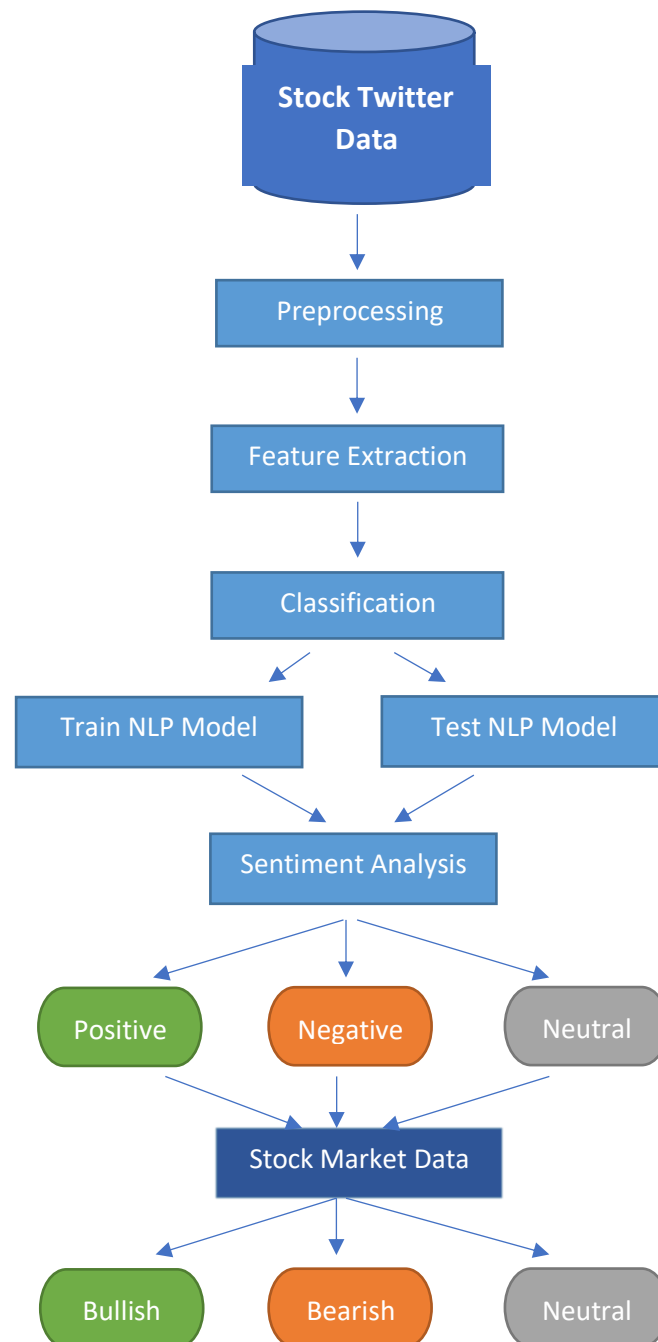 Stock Twitter
Data
Preprocessing
Feature Extraction
Classification
Train NLP Model
Test NLP Model
Sentiment Analysis
Positive
Negative
Neutral
Stock Market Data
Bullish
Bearish
Neutral